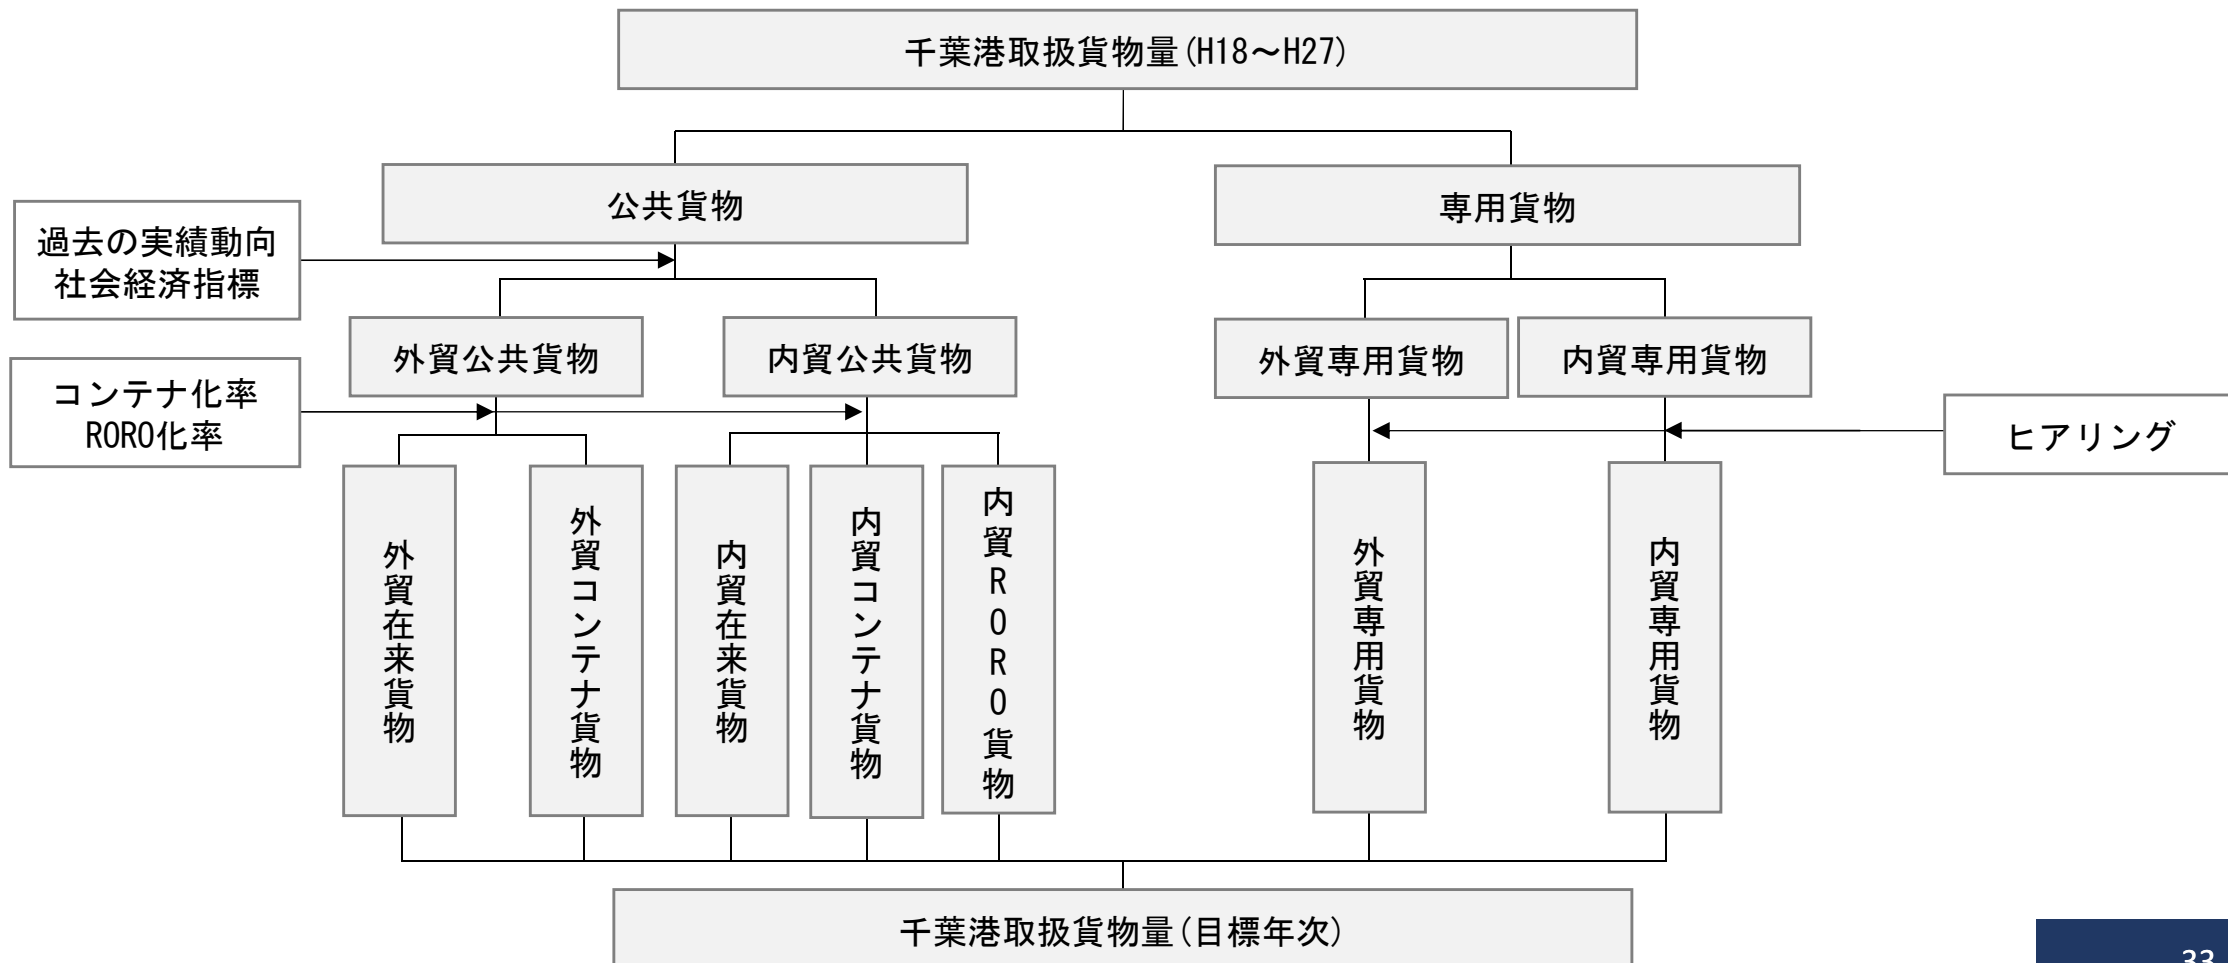 千葉港取扱貨物量(H18～H27)
公共貨物
専用貨物
過去の実績動向
社会経済指標
外貿公共貨物
内貿公共貨物
外貿専用貨物
内貿専用貨物
コンテナ化率
RORO化率
ヒアリング
外貿在来貨物
外貿コンテナ貨物
内貿在来貨物
内貿コンテナ貨物
内貿RORO貨物
外貿専用貨物
内貿専用貨物
千葉港取扱貨物量(目標年次)
33